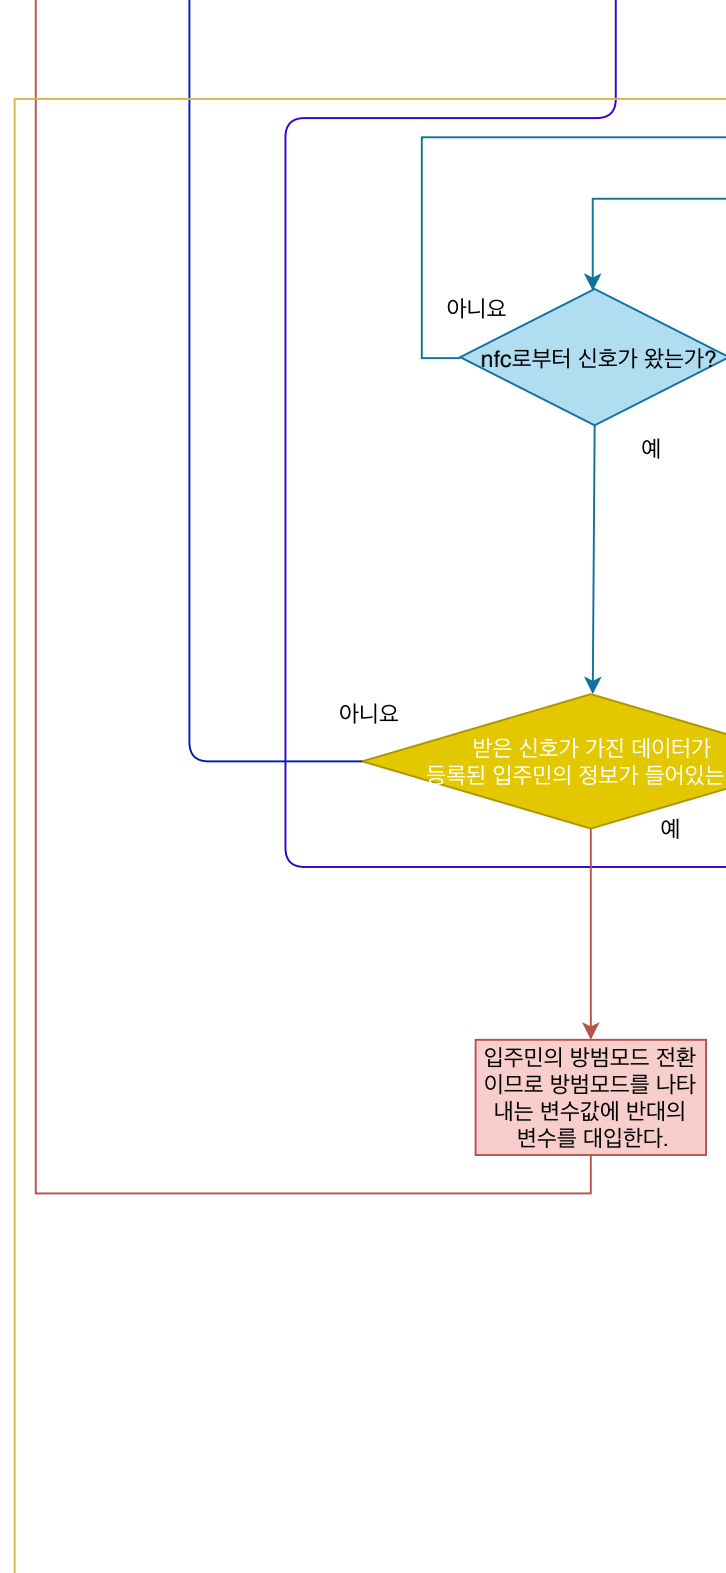 아니요
nfc로부터 신호가 왔는가?
예
아니요
받은 신호가 가진 데이터가
등록된 입주민의 정보가 들어있는
예
입주민의 방범모드 전환
이므로 방범모드를 나타
내는 변수값에 반대의
변수를 대입한다.